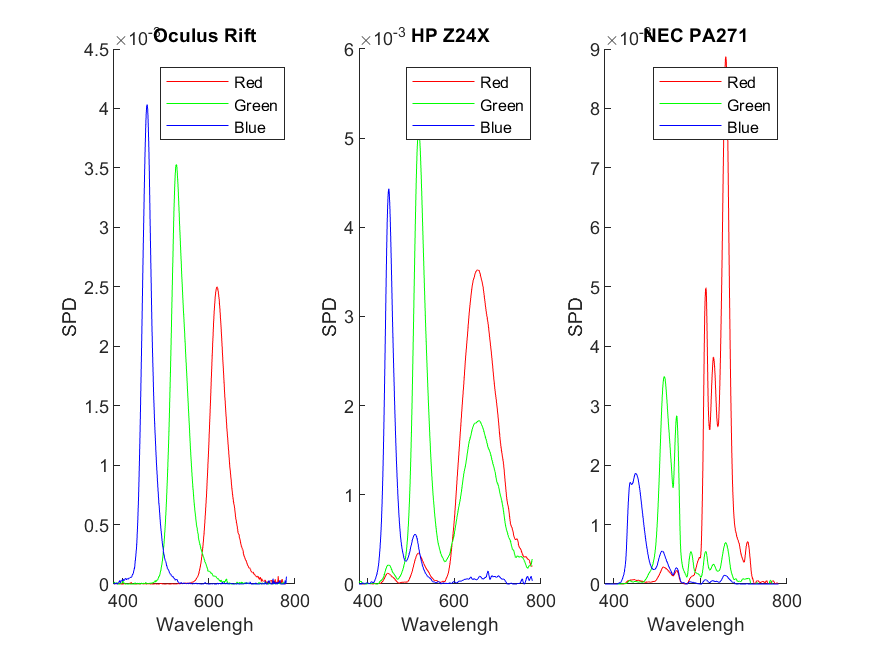 ×10⁻³ Oculus Rift
4.5
4
3.5
3
2.5
2
1.5
1
0.5
0
400 600 800
SPD
Wavelengh
Red
Green
Blue
×10⁻³ HP Z24X
6
5
4
3
2
1
0
400 600 800
SPD
Wavelengh
Red
Green
Blue
NEC PA271
9
8
7
6
5
4
3
2
1
0
400 600 800
SPD
Wavelengh
Red
Green
Blue